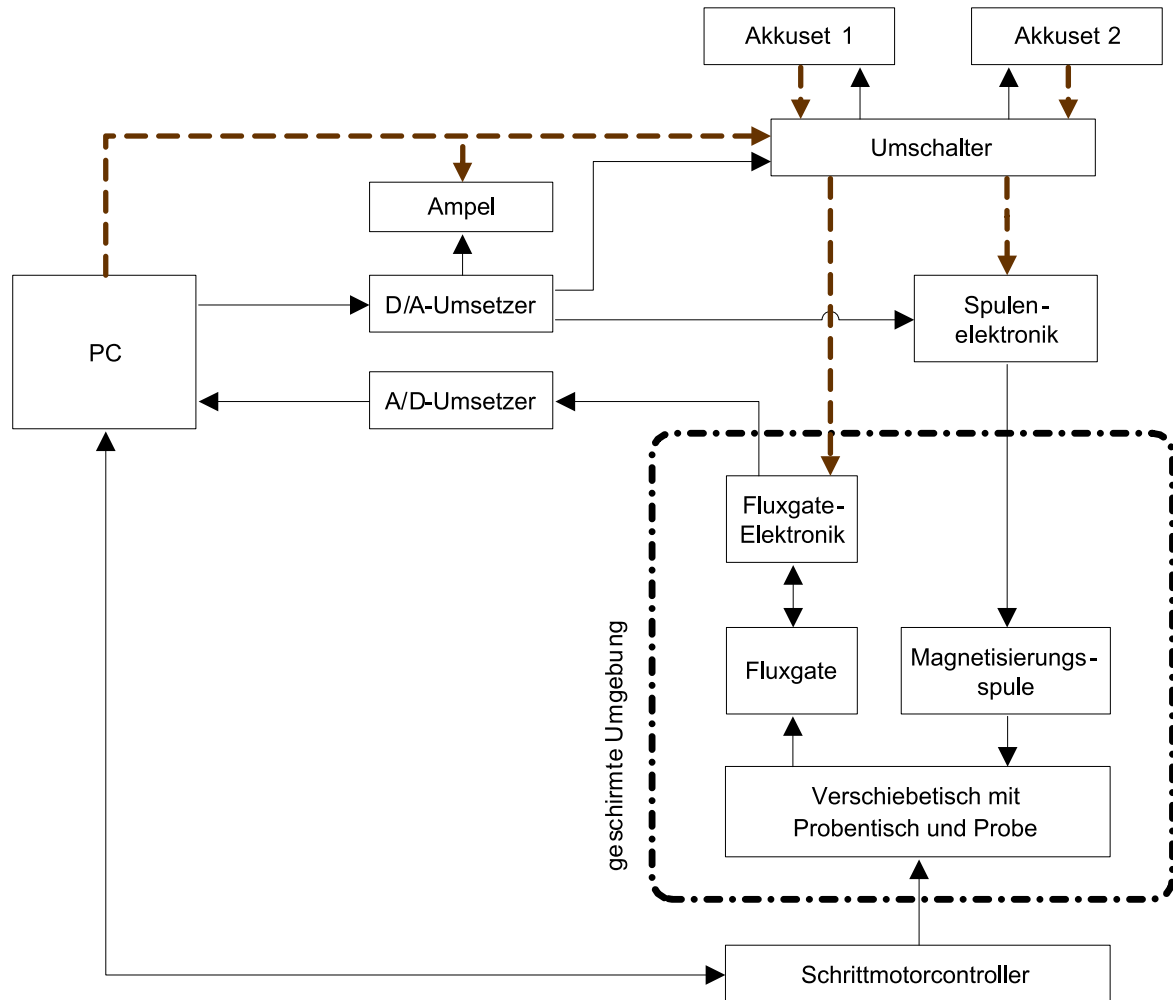 Akkuset 1
Akkuset 2
Umschalter
Ampel
D/A-Umsetzer
Spulen-
elektronik
PC
A/D-Umsetzer
Fluxgate-
Elektronik
geschirmte Umgebung
Fluxgate
Magnetisierungs-
spule
Verschiebetisch mit
Probentisch und Probe
Schrittmotorcontroller